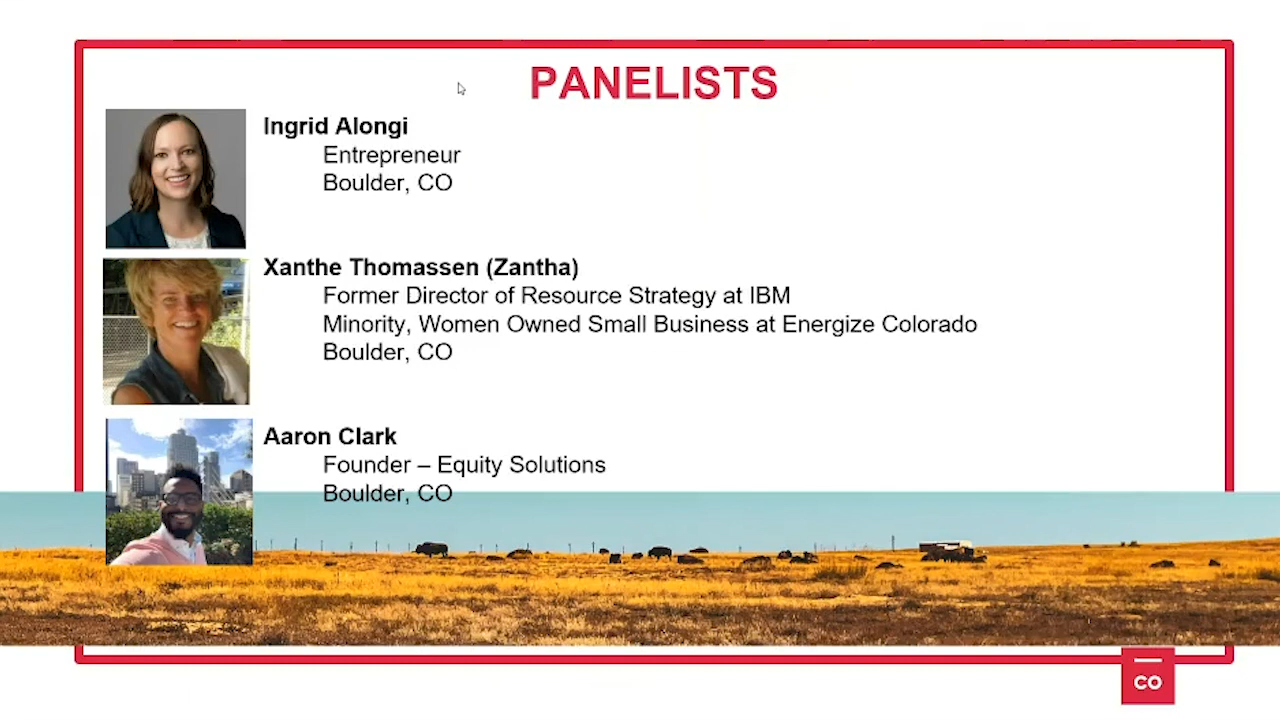 PANELISTS
Ingrid Alongi
Entrepreneur
Boulder, CO
Xanthe Thomassen (Zantha)
Former Director of Resource Strategy at IBM
Minority, Women Owned Small Business at Energize Colorado
Boulder, CO
Aaron Clark
Founder – Equity Solutions
Boulder, CO
CO